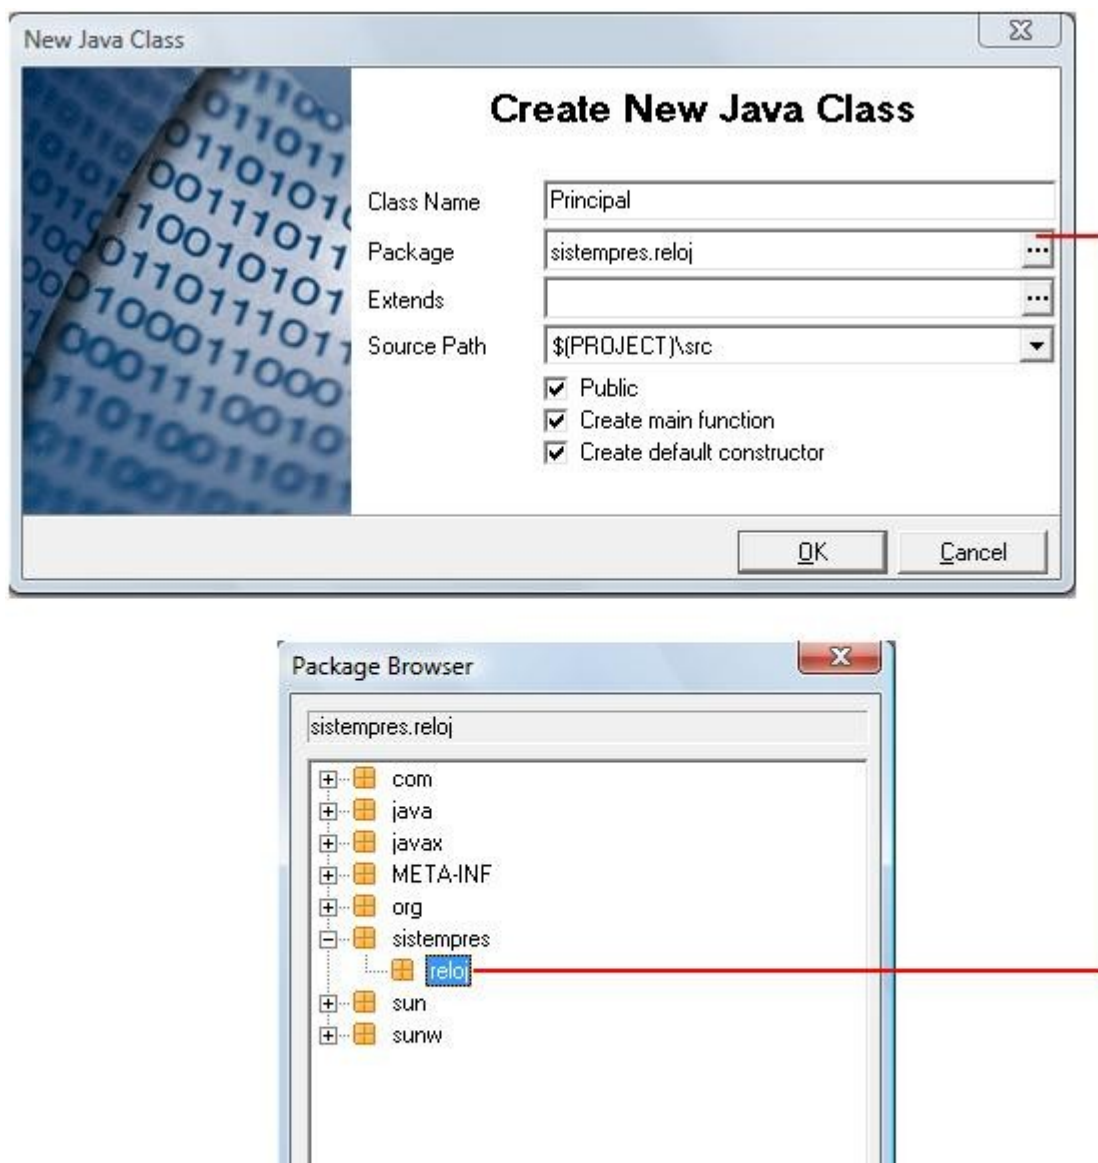 New Java Class
Create New Java Class
Class Name Principal
Package sistempres.reloj ...
Extends ...
Source Path $(PROJECT)\src
Public
Create main function
Create default constructor
OK Cancel
Package Browser
sistempres.reloj
com
java
javax
META-INF
org
sistempres
reloj
sun
sunw